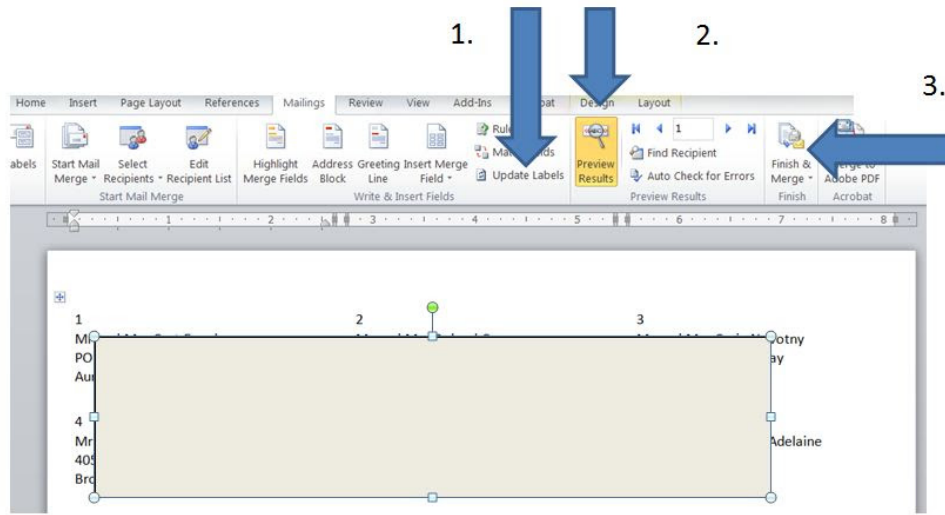 1.
2.
3.
Home Insert Page Layout References Mailings Review View Add-Ins Design Layout
Start Mail Merge
Select Recipients
Edit Recipient List
Start Mail Merge
Highlight Merge Fields
Address Block
Greeting Line
Insert Merge Field
Update Labels
Write & Insert Fields
Preview Results
1
Find Recipient
Auto Check for Errors
Preview Results
Finish & Merge
Finish
Adobe PDF
Acrobat
1 2 3 4 5 6 7 8
1 2 3
PO
4
Adelaine
405